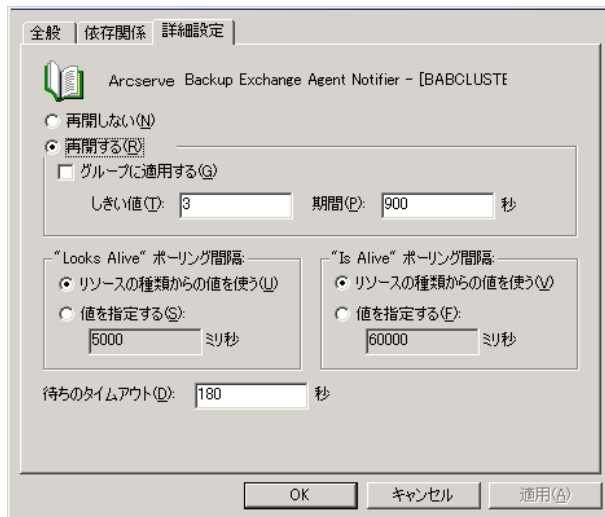 全般 依存関係 詳細設定
Arcserve Backup Exchange Agent Notifier - [BABCLUSTE
再開しない(N)
再開する(R)
グループに適用する(G)
しきい値(T): 3 期間(P): 900 秒
"Looks Alive" ポーリング間隔:
リソースの種類からの値を使う(U)
値を指定する(S):
5000 ミリ秒
"Is Alive" ポーリング間隔:
リソースの種類からの値を使う(V)
値を指定する(F):
60000 ミリ秒
待ちのタイムアウト(D): 180 秒
OK キャンセル 適用(A)